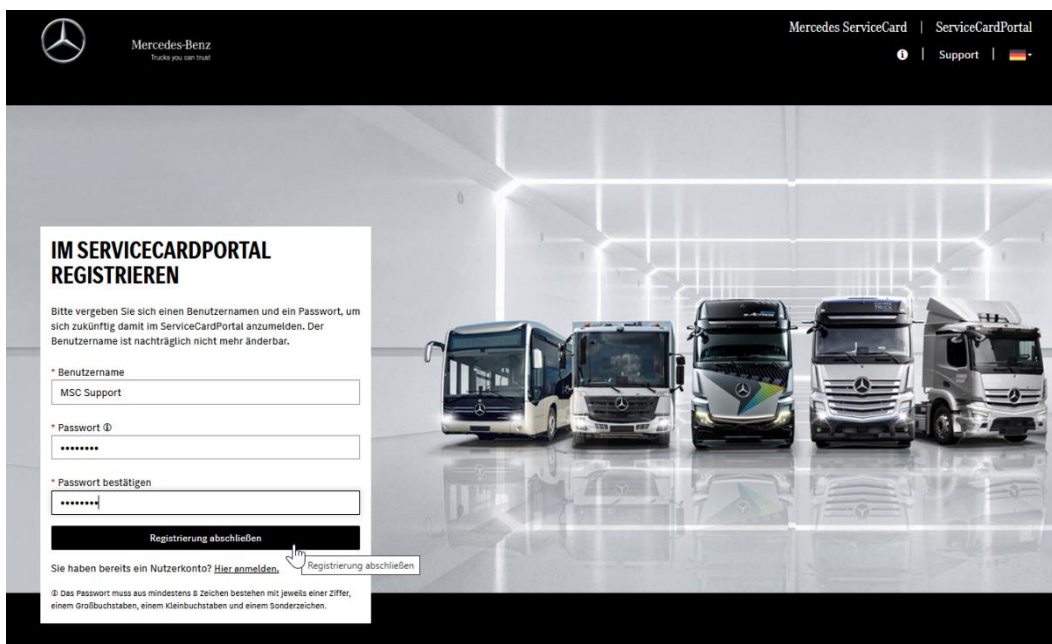 Mercedes-Benz
Trucks you can trust
Mercedes ServiceCard | ServiceCardPortal
Support
IM SERVICECARDPORTAL
REGISTRIEREN
Bitte vergeben Sie sich einen Benutzernamen und ein Passwort, um
sich zukünftig damit im ServiceCardPortal anzumelden. Der
Benutzername ist nachträglich nicht mehr änderbar.
* Benutzername
MSC Support
* Passwort ①
••••••••
* Passwort bestätigen
••••••••
Registrierung abschließen
Registrierung abschließen
Sie haben bereits ein Nutzerkonto? Hier anmelden.
① Das Passwort muss aus mindestens 8 Zeichen bestehen mit jeweils einer Ziffer,
einem Großbuchstaben, einem Kleinbuchstaben und einem Sonderzeichen.